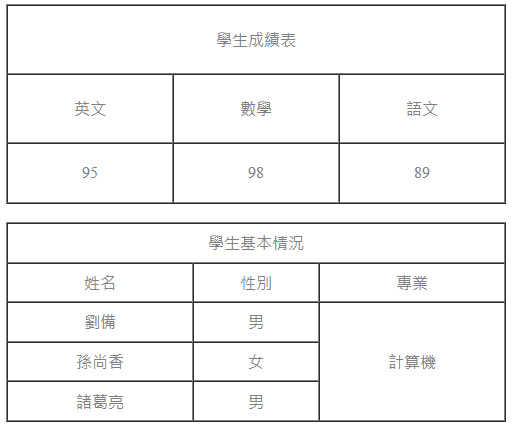 學生成績表
英文 數學 語文
95 98 89
學生基本情況
姓名 性別 專業
劉備 男
孫尚香 女 計算機
諸葛亮 男